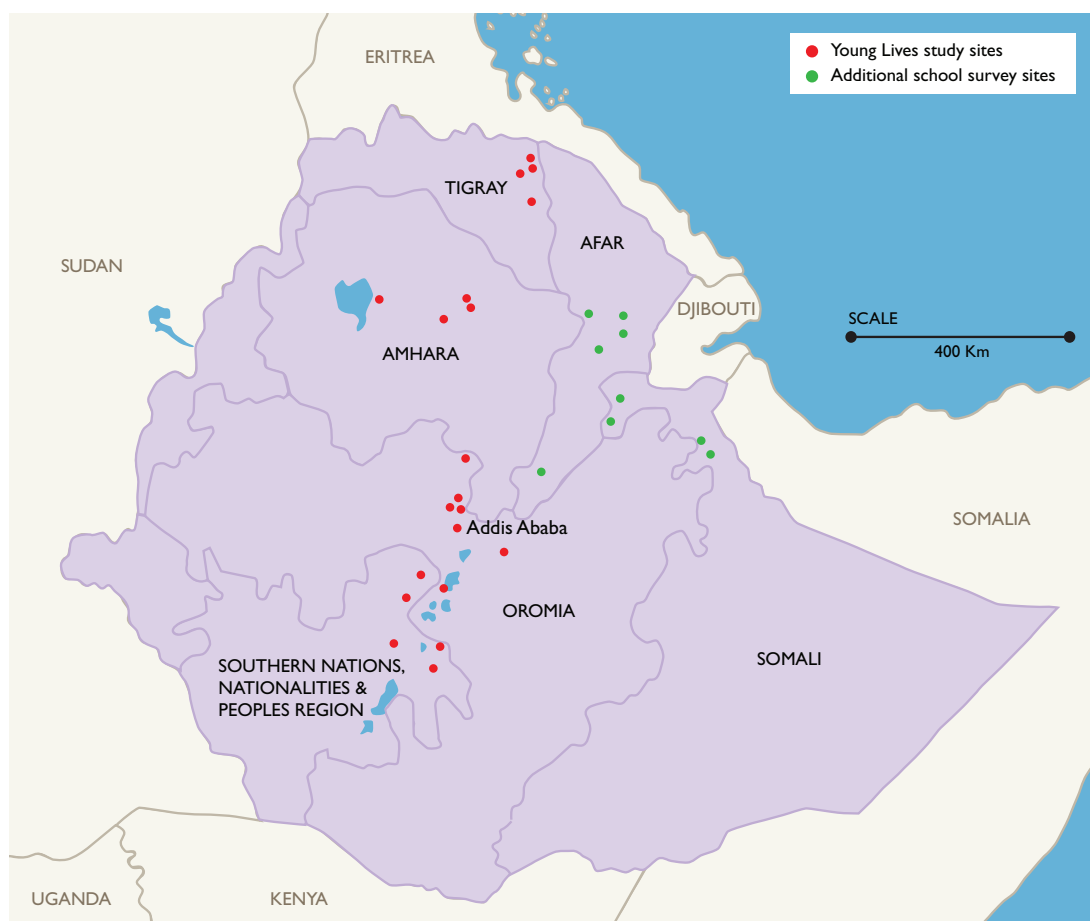 ERITREA
Young Lives study sites
Additional school survey sites
TIGRAY
AFAR
SUDAN
DJIBOUTI
SCALE
400 Km
AMHARA
SOMALIA
Addis Ababa
OROMIA
SOMALI
SOUTHERN NATIONS,
NATIONALITIES &
PEOPLES REGION
UGANDA
KENYA